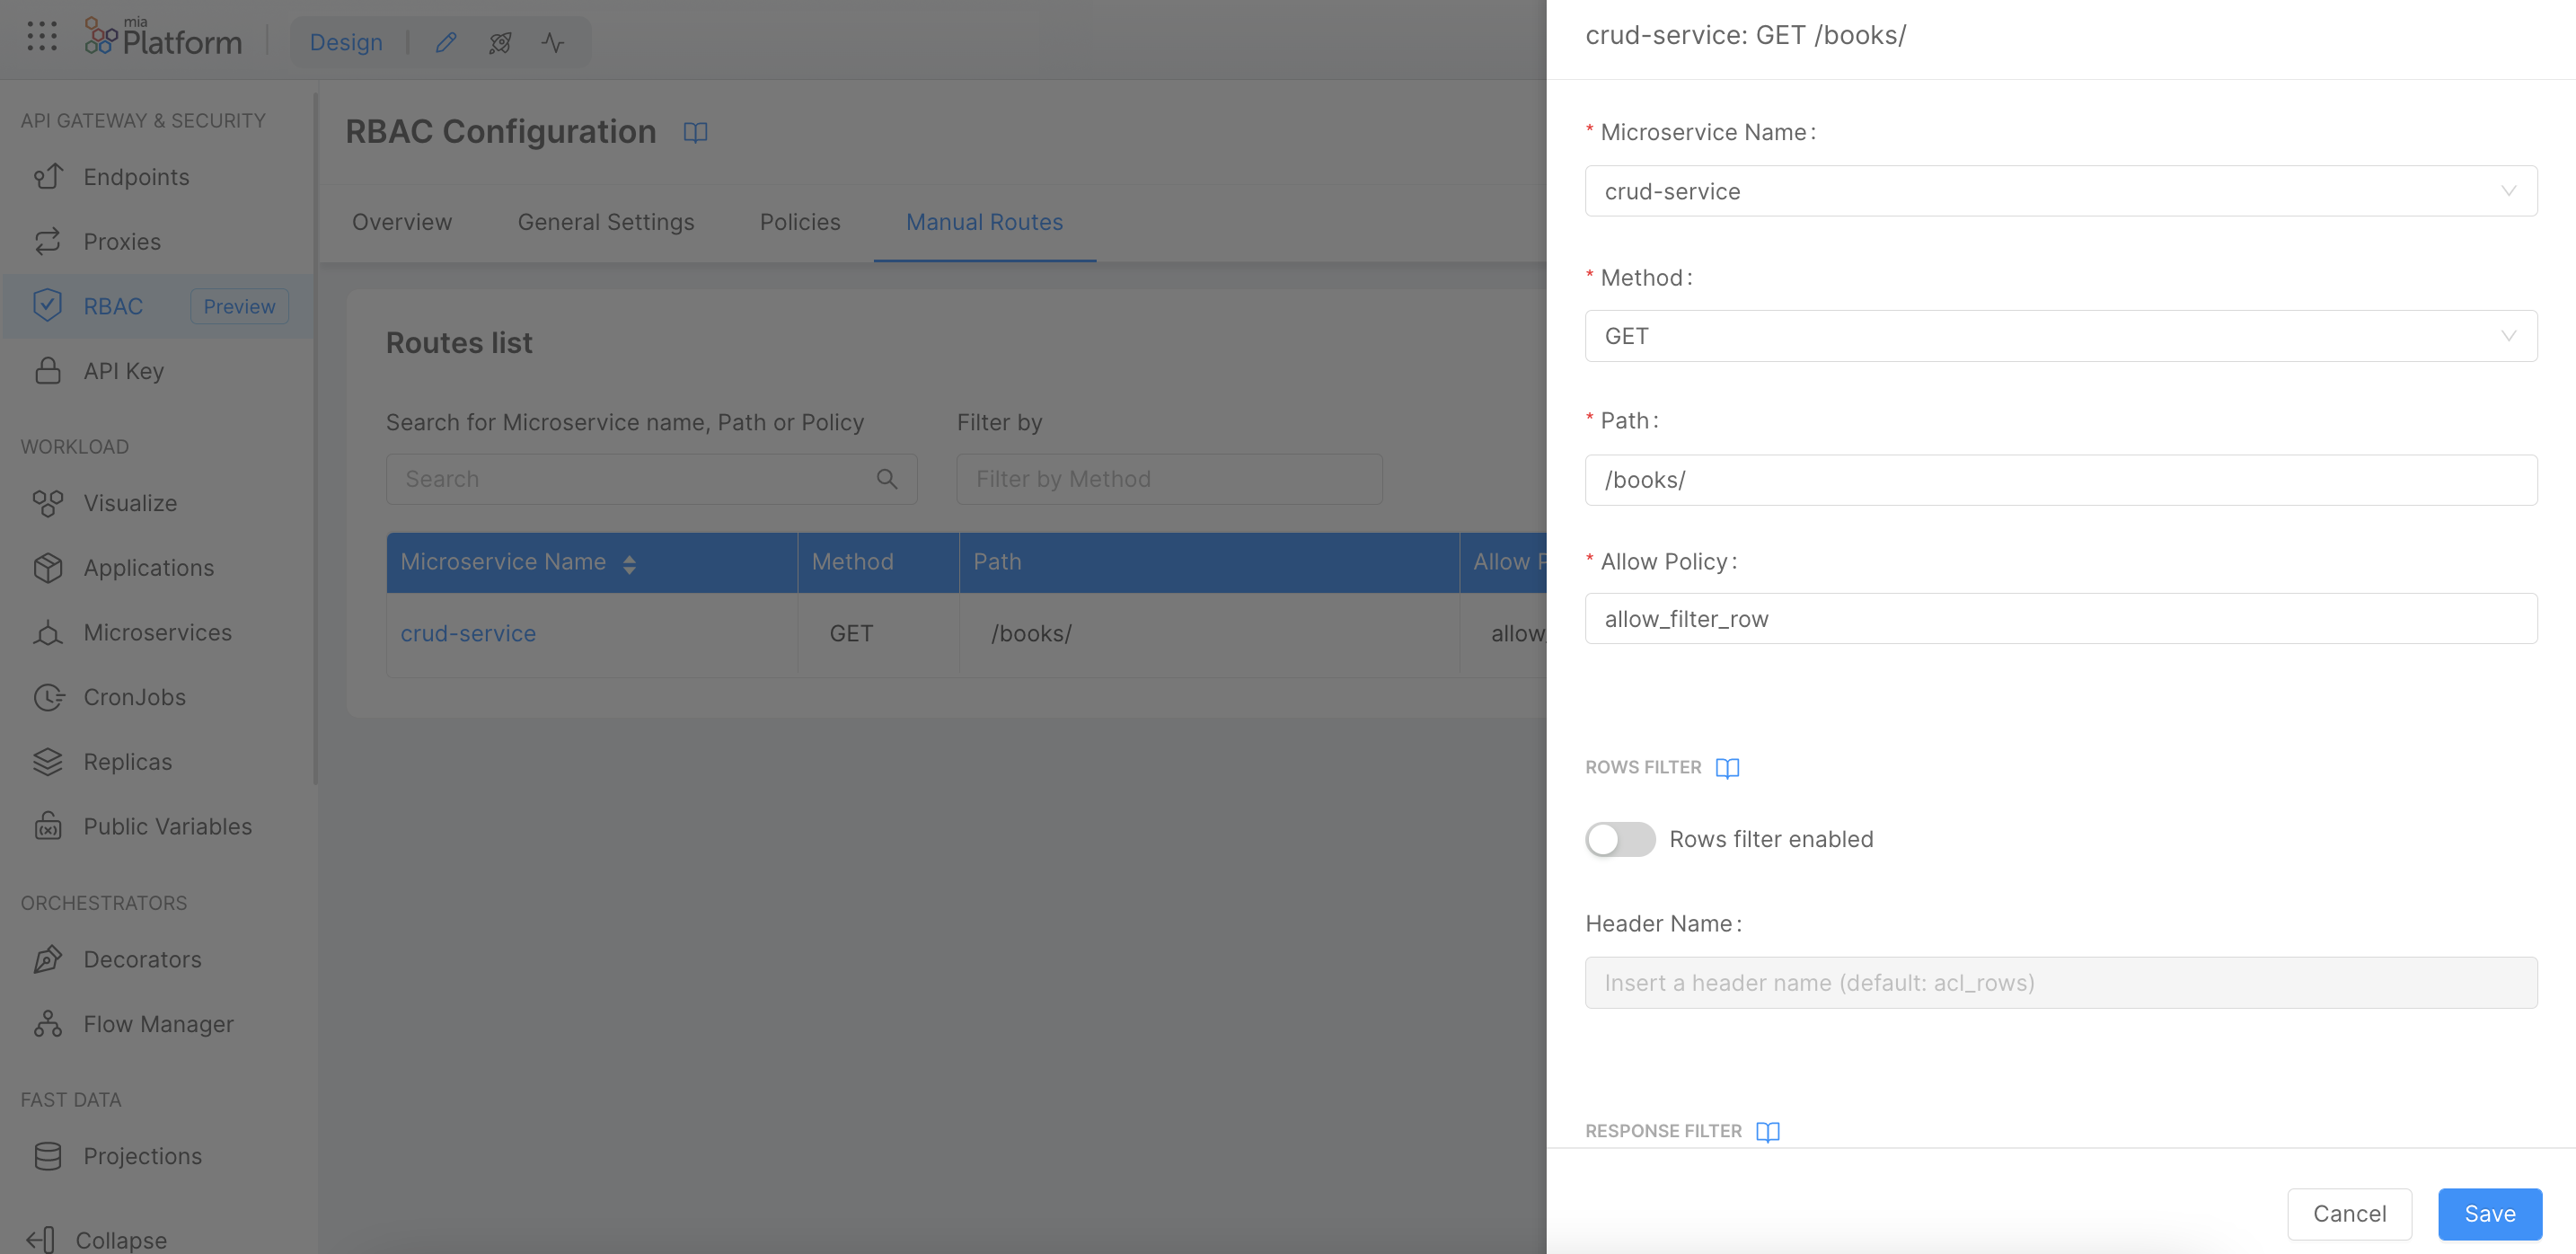 mia
Platform
Design
API GATEWAY & SECURITY
Endpoints
Proxies
RBAC
Preview
API Key
WORKLOAD
Visualize
Applications
Microservices
CronJobs
Replicas
Public Variables
ORCHESTRATORS
Decorators
Flow Manager
FAST DATA
Projections
Collapse
RBAC Configuration
Overview
General Settings
Policies
Manual Routes
Routes list
Search for Microservice name, Path or Policy
Filter by
Search
Filter by Method
Microservice Name
Method
Path
Allow P
crud-service
GET
/books/
allow
crud-service: GET /books/
* Microservice Name:
crud-service
* Method:
GET
* Path:
/books/
* Allow Policy:
allow_filter_row
ROWS FILTER
Rows filter enabled
Header Name:
Insert a header name (default: acl_rows)
RESPONSE FILTER
Cancel
Save